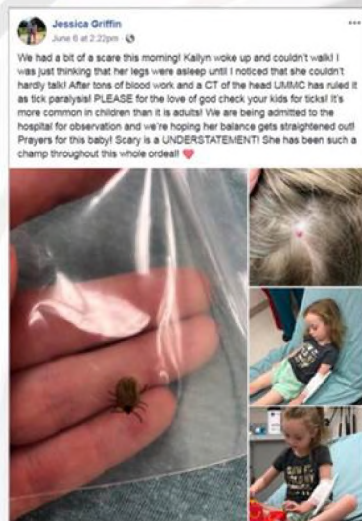 Jessica Griffin
June 6 at 2:22pm ·
We had a bit of a scare this morning! Kailyn woke up and couldn't walk! I
was just thinking that her legs were asleep until I noticed that she couldn't
hardly talk! After tons of blood work and a CT of the head UMMC has ruled it
as tick paralysis! PLEASE for the love of god check your kids for ticks! It's
more common in children than it is adults! We are being admitted to the
hospital for observation and we're hoping her balance gets straightened out!
Prayers for this baby! Scary is a UNDERSTATEMENT! She has been such a
champ throughout this whole ordeal! ❤